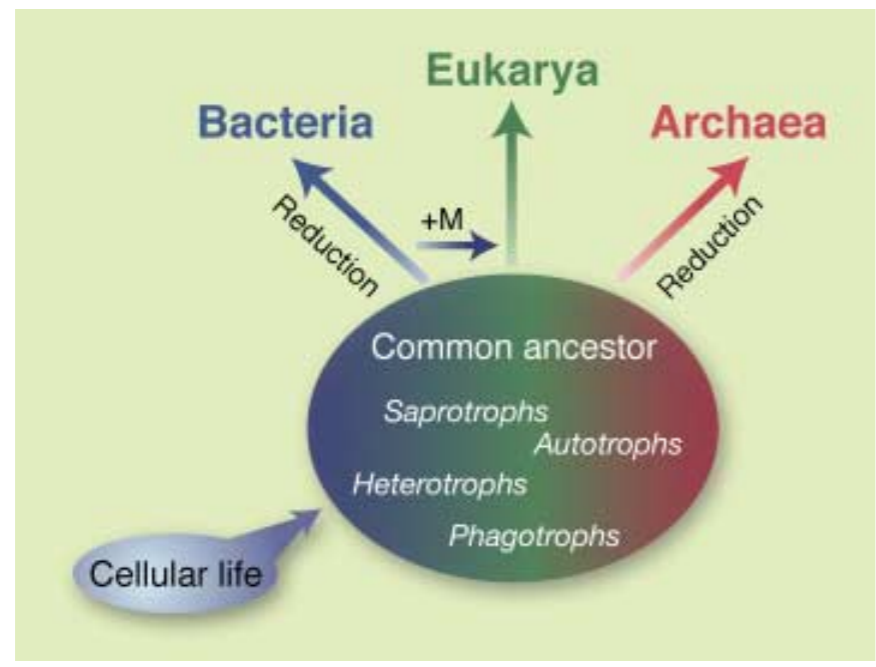 Eukarya
Bacteria
Archaea
Reduction
+M
Reduction
Common ancestor
Saprotrophs
Autotrophs
Heterotrophs
Phagotrophs
Cellular life